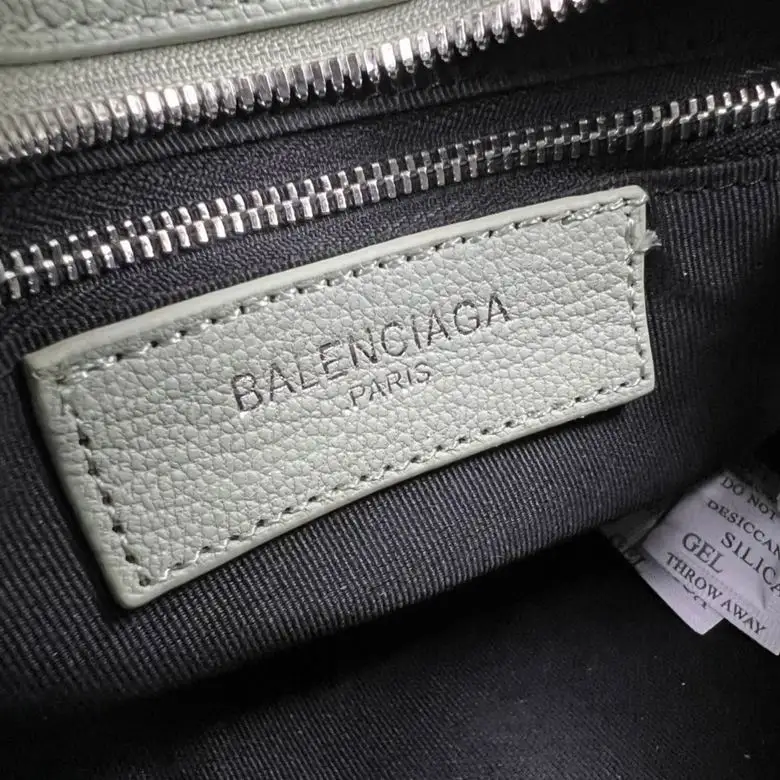 BALENCIAGA
PARIS
DO NOT
DESICCAN
SILICA
GEL
THROW AWAY